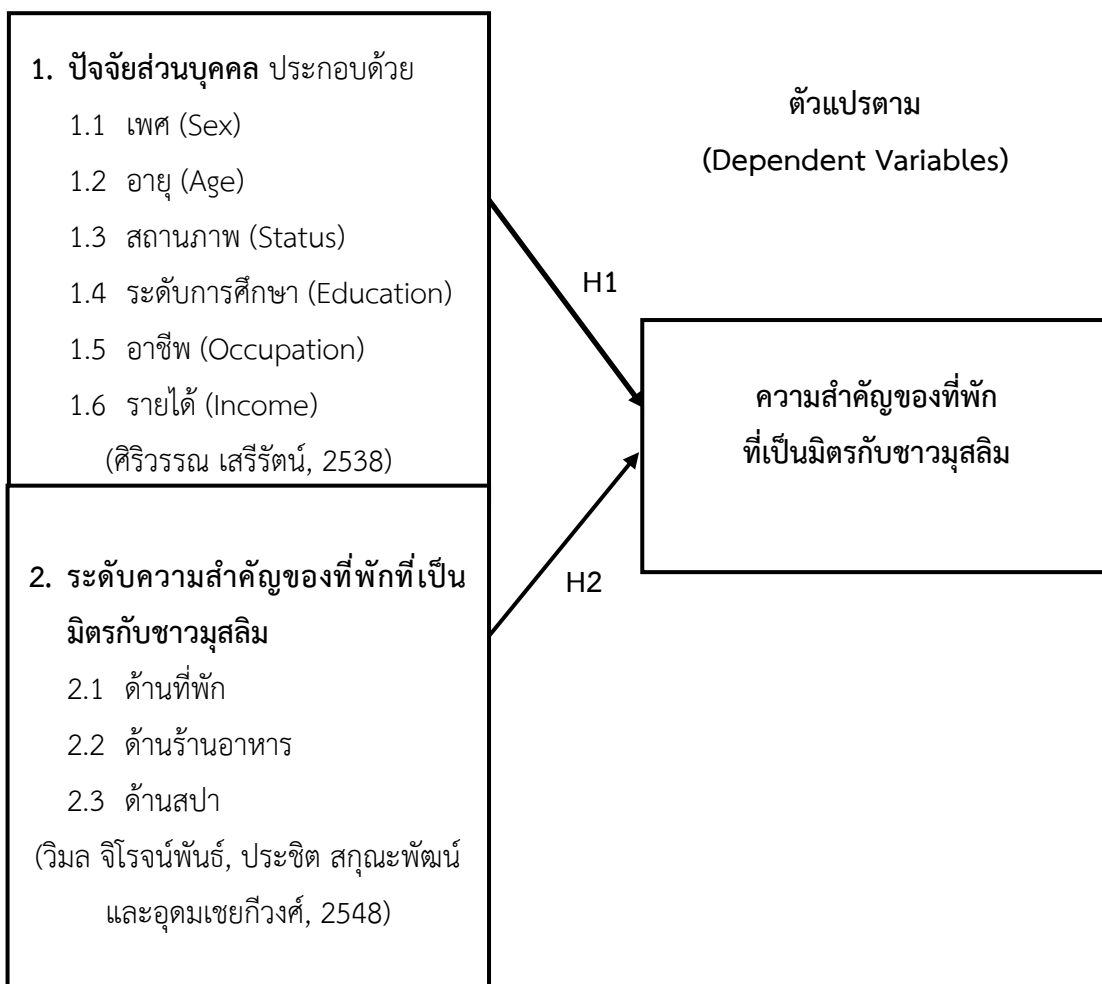 1. ปัจจัยส่วนบุคคล ประกอบด้วย
1.1 เพศ (Sex)
1.2 อายุ (Age)
1.3 สถานภาพ (Status)
1.4 ระดับการศึกษา (Education)
1.5 อาชีพ (Occupation)
1.6 รายได้ (Income)
(ศิริวรรณ เสรีรัตน์, 2538)
2. ระดับความสำคัญของที่พักที่เป็น
มิตรกับชาวมุสลิม
2.1 ด้านที่พัก
2.2 ด้านร้านอาหาร
2.3 ด้านสปา
(วิมล จิโรจน์พันธ์, ประชิต สกุณะพัฒน์
และอุดมเชยกีวงศ์, 2548)
H1
H2
ตัวแปรตาม
(Dependent Variables)
ความสำคัญของที่พัก
ที่เป็นมิตรกับชาวมุสลิม